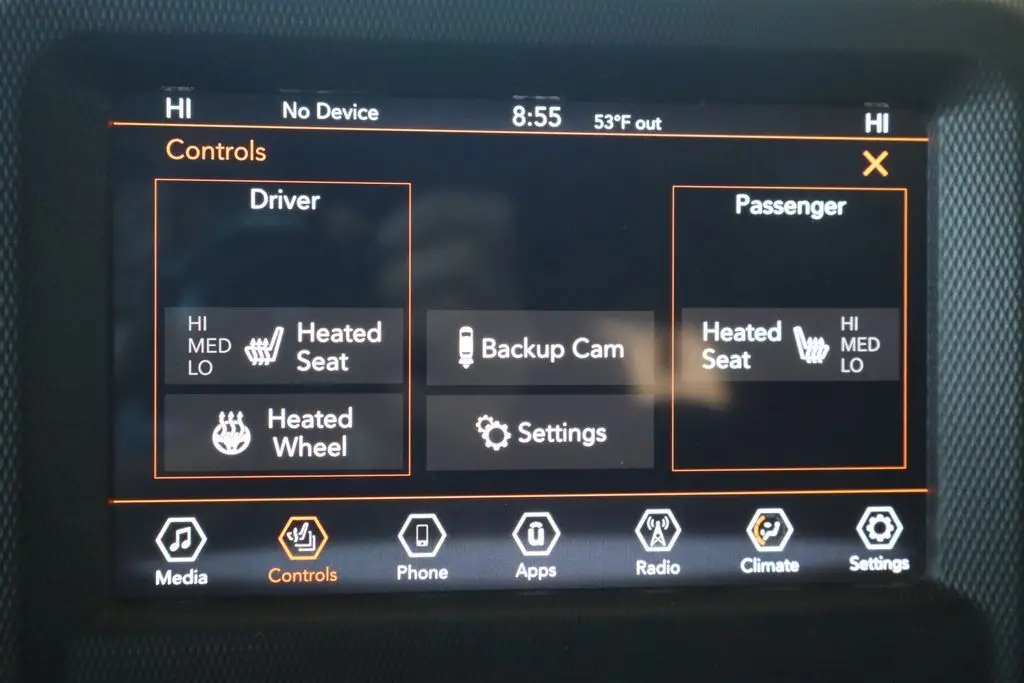 HI No Device 8:55 53°F out HI
Controls
Driver
Passenger
HI
MED
LO
Heated
Seat
Backup Cam
Heated
Seat
HI
MED
LO
Heated
Wheel
Settings
Media Controls Phone Apps Radio Climate Settings